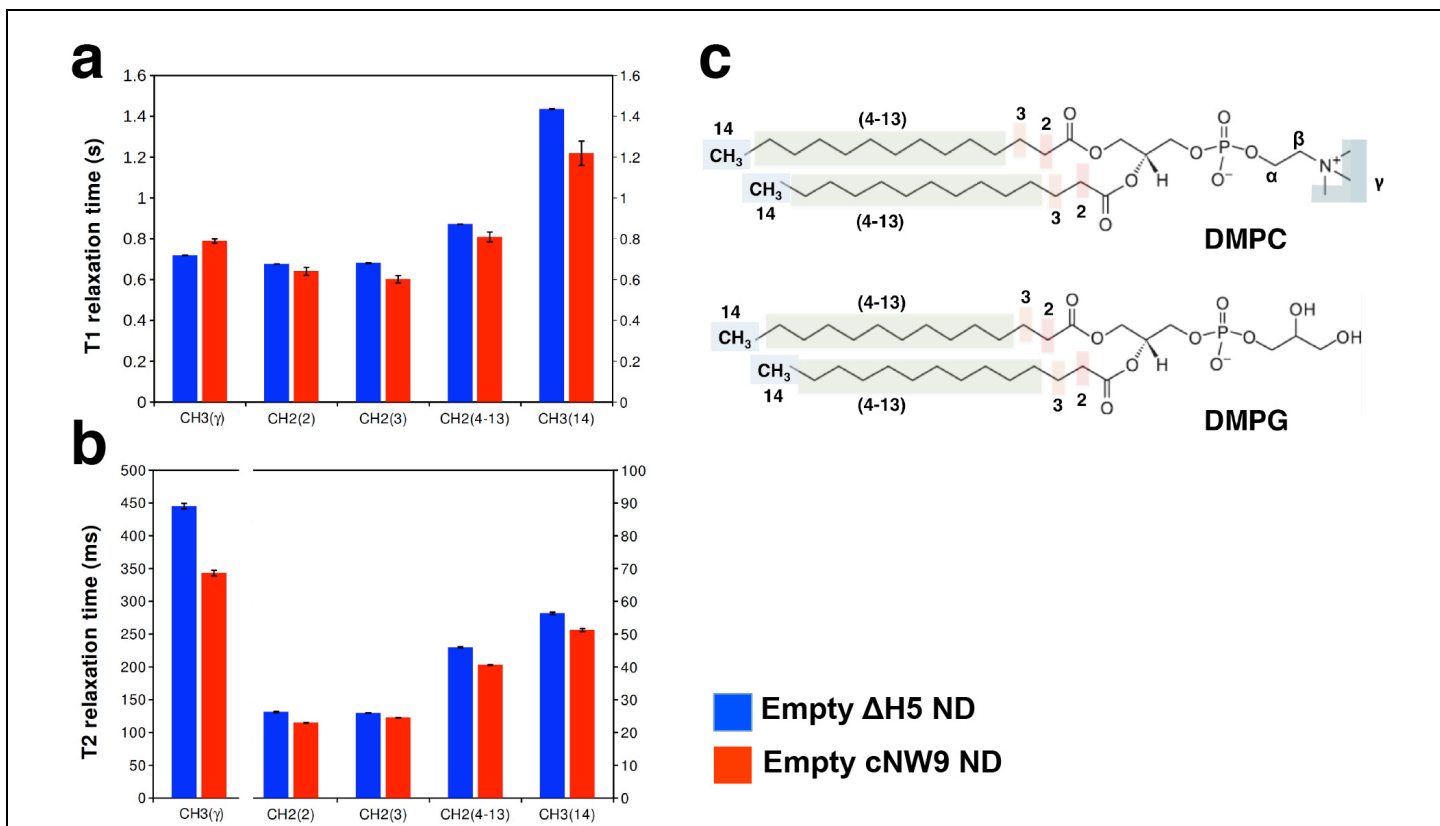 a
T1 relaxation time (s)
1.6
1.4
1.2
1
0.8
0.6
0.4
0.2
0
1.6
1.4
1.2
1
0.8
0.6
0.4
0.2
0
CH3(γ) CH2(2) CH2(3) CH2(4-13) CH3(14)
b
T2 relaxation time (ms)
500
450
400
350
300
250
200
150
100
50
0
100
90
80
70
60
50
40
30
20
10
0
CH3(γ) CH2(2) CH2(3) CH2(4-13) CH3(14)
c
14 (4-13) 3 2 O O β
CH₃ O O P O N⁺
CH₃ O H O⁻ α γ
14 (4-13) 3 2 O
DMPC
14 (4-13) 3 2 O O OH
CH₃ O O P O OH
CH₃ O H O⁻
14 (4-13) 3 2 O
DMPG
Empty ΔH5 ND
Empty cNW9 ND